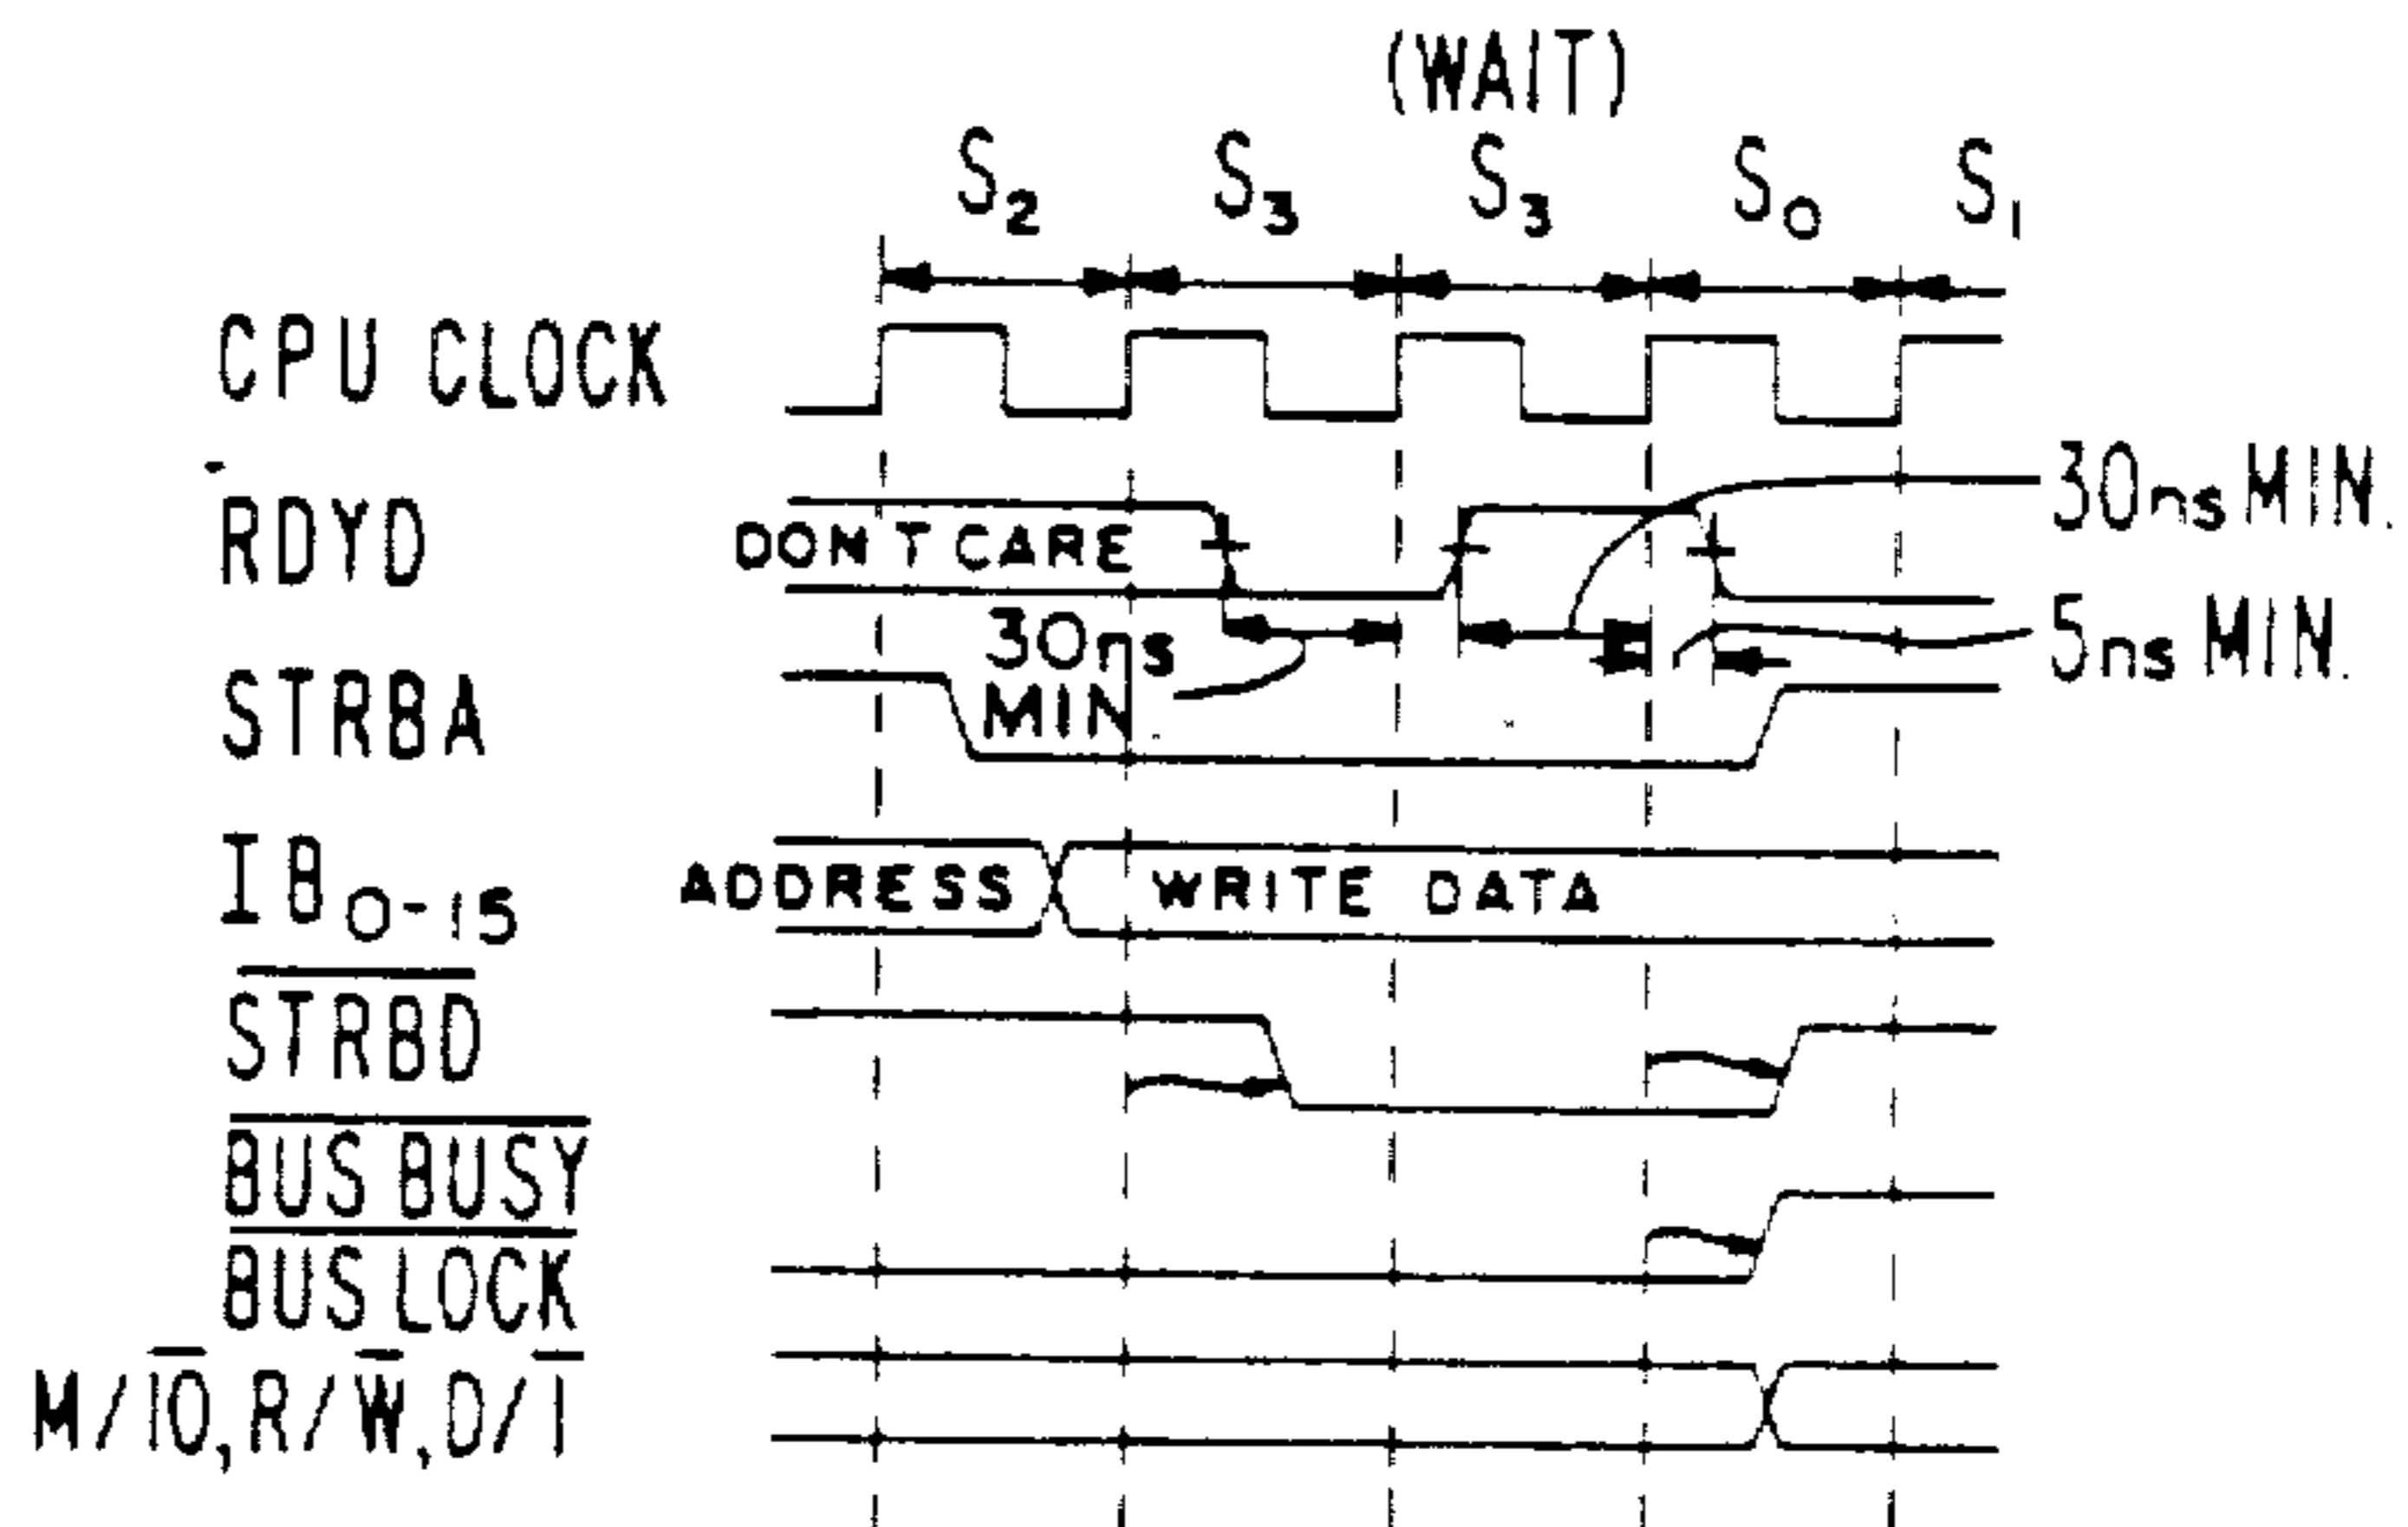 (WAIT)
S₂ S₃ S₃ S₀ S₁
CPU CLOCK
RDYD
DON T CARE
30ns MIN.
30ns
MIN.
5ns MIN.
STRBA
IB₀₋₁₅
ADDRESS WRITE DATA
STRBD
BUS BUSY
BUS LOCK
M/IO, R/W, D/I